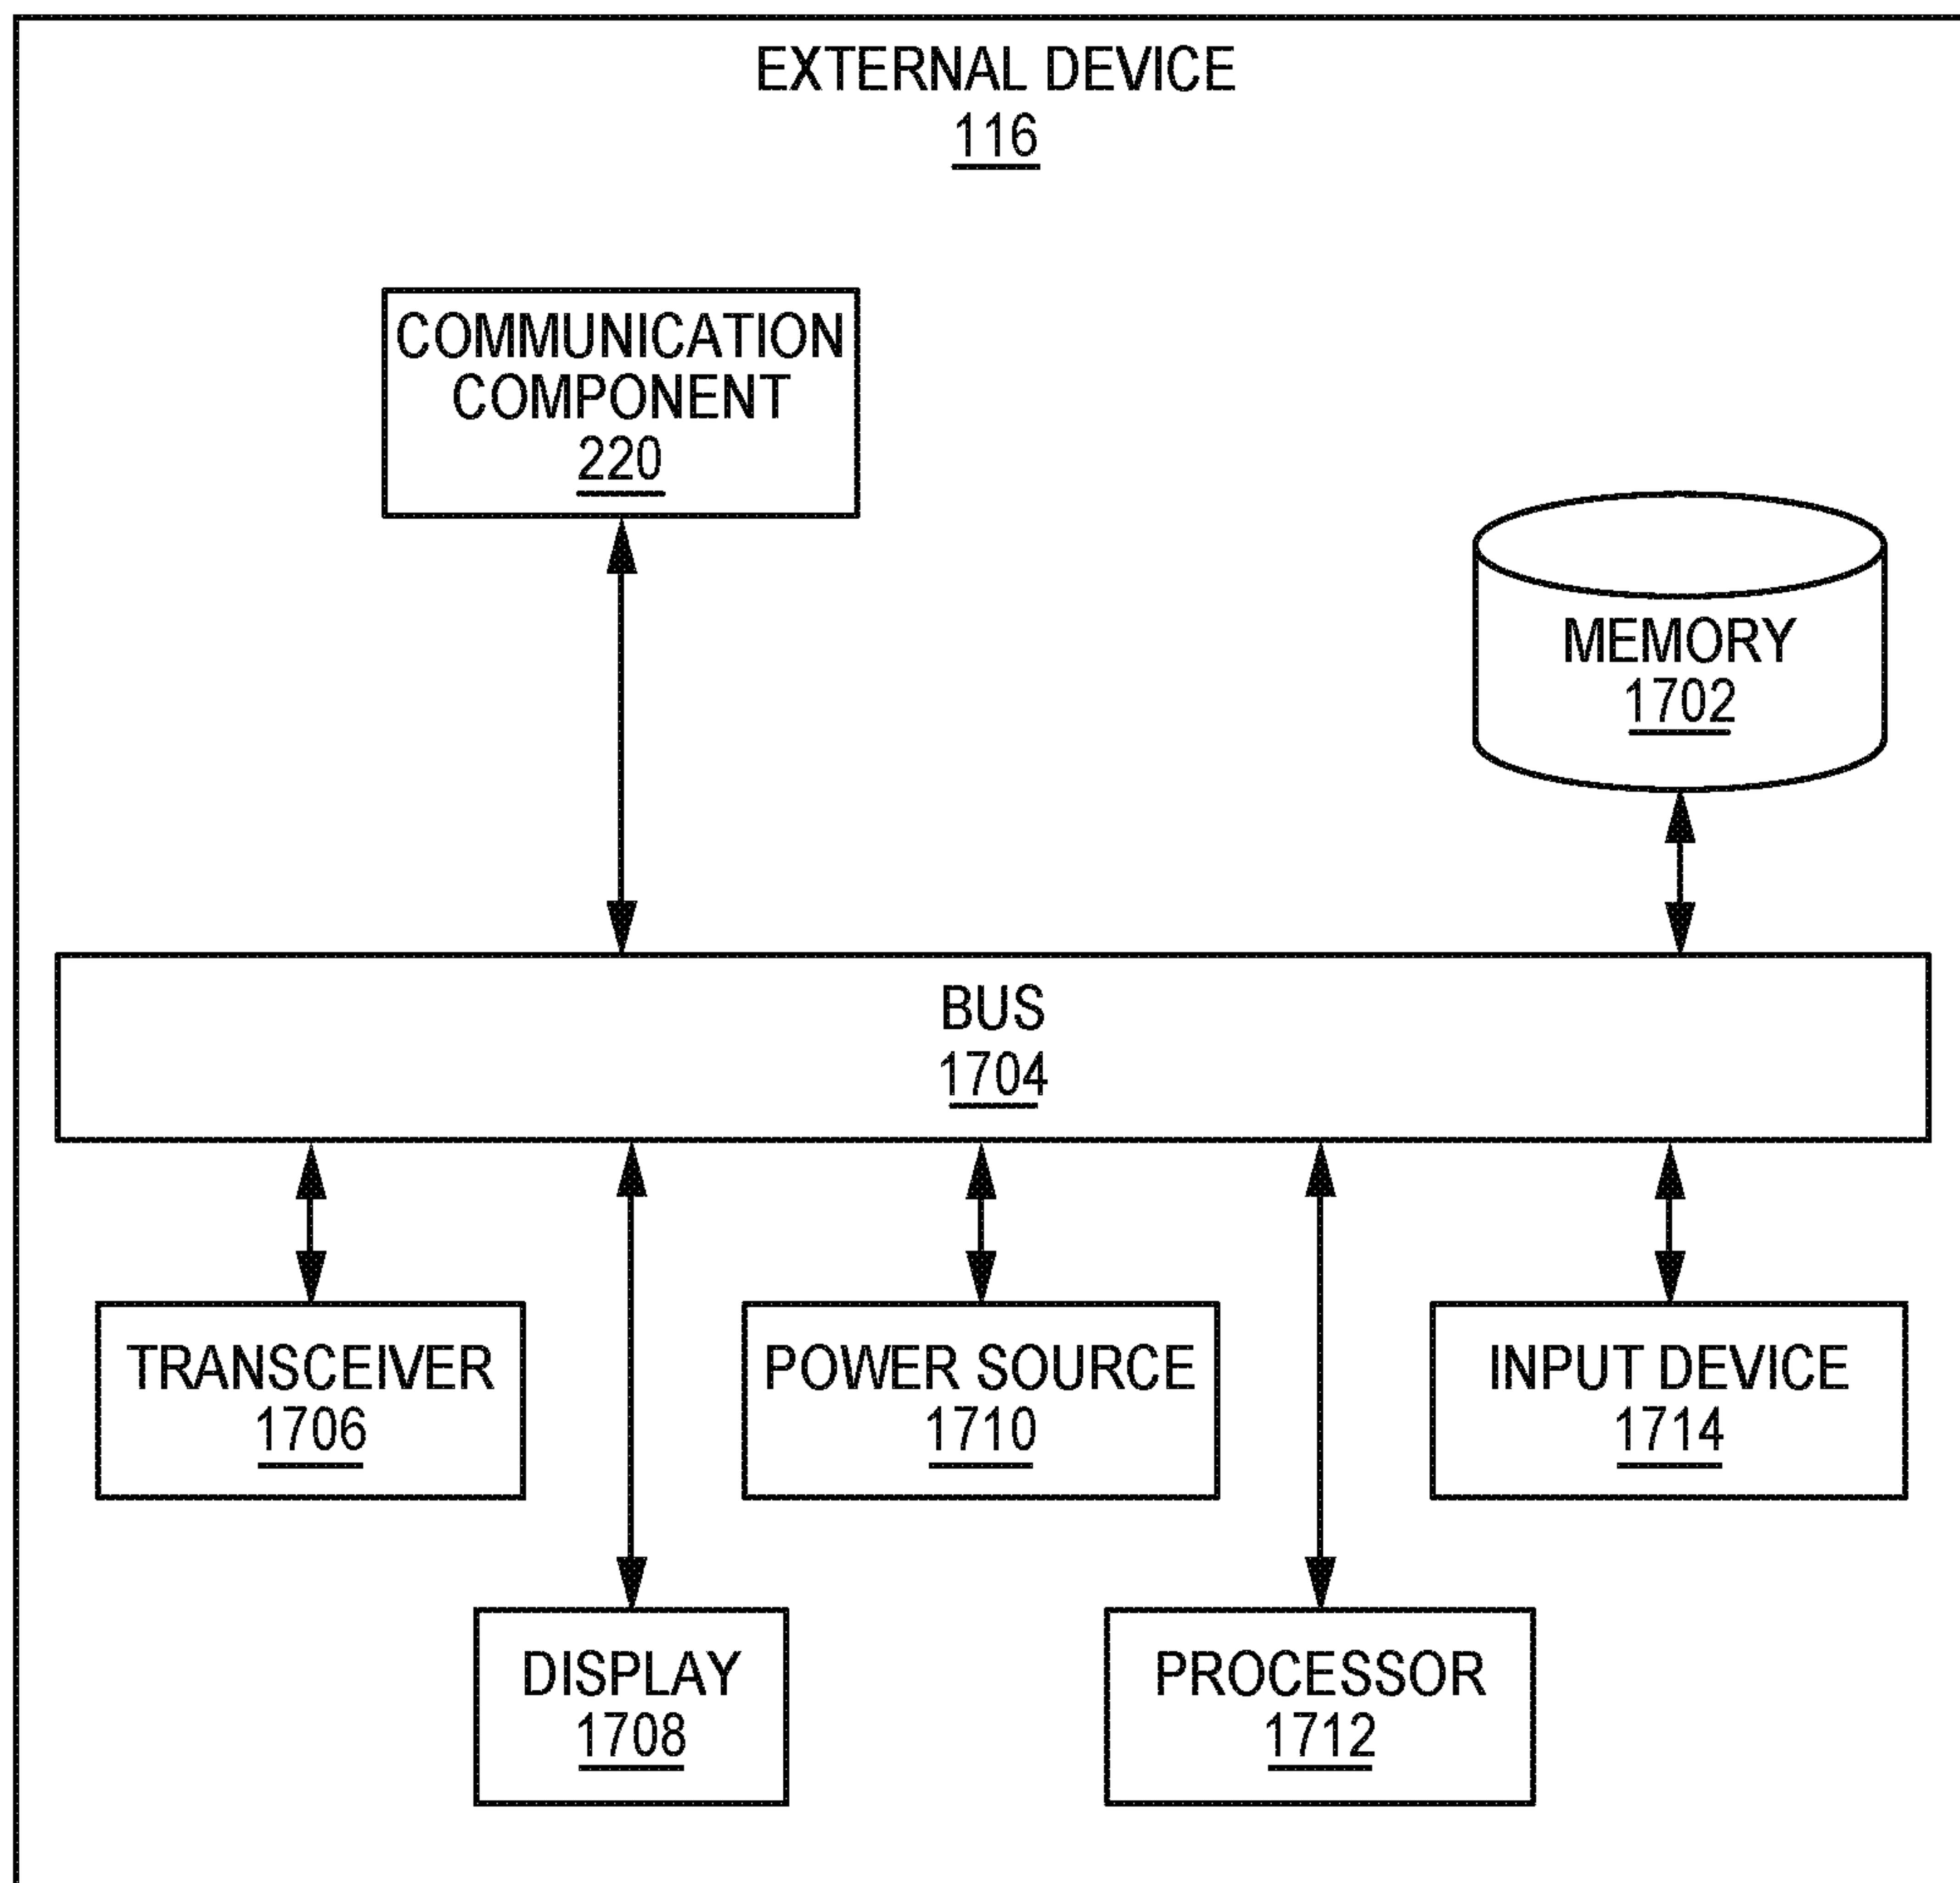 EXTERNAL DEVICE
116
COMMUNICATION
COMPONENT
220
MEMORY
1702
BUS
1704
TRANSCEIVER
1706
POWER SOURCE
1710
INPUT DEVICE
1714
DISPLAY
1708
PROCESSOR
1712